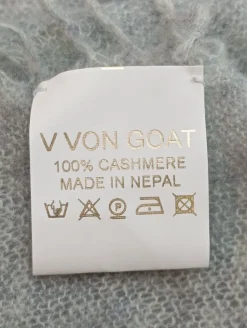 V VON GOAT
100% CASHMERE
MADE IN NEPAL
P